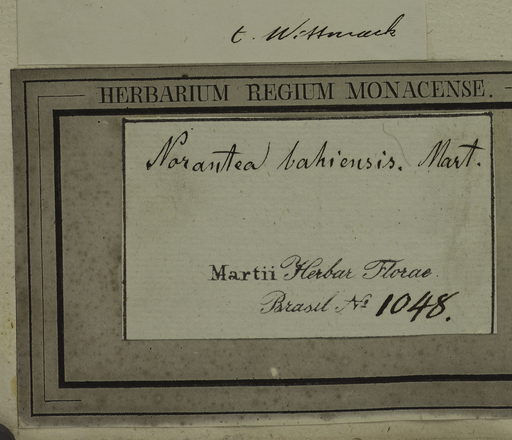 t. Wittmack
HERBARIUM REGIUM MONACENSE.
Norantea bahiensis. Mart.
Martii Herbar Florae
Brasil No 1048.